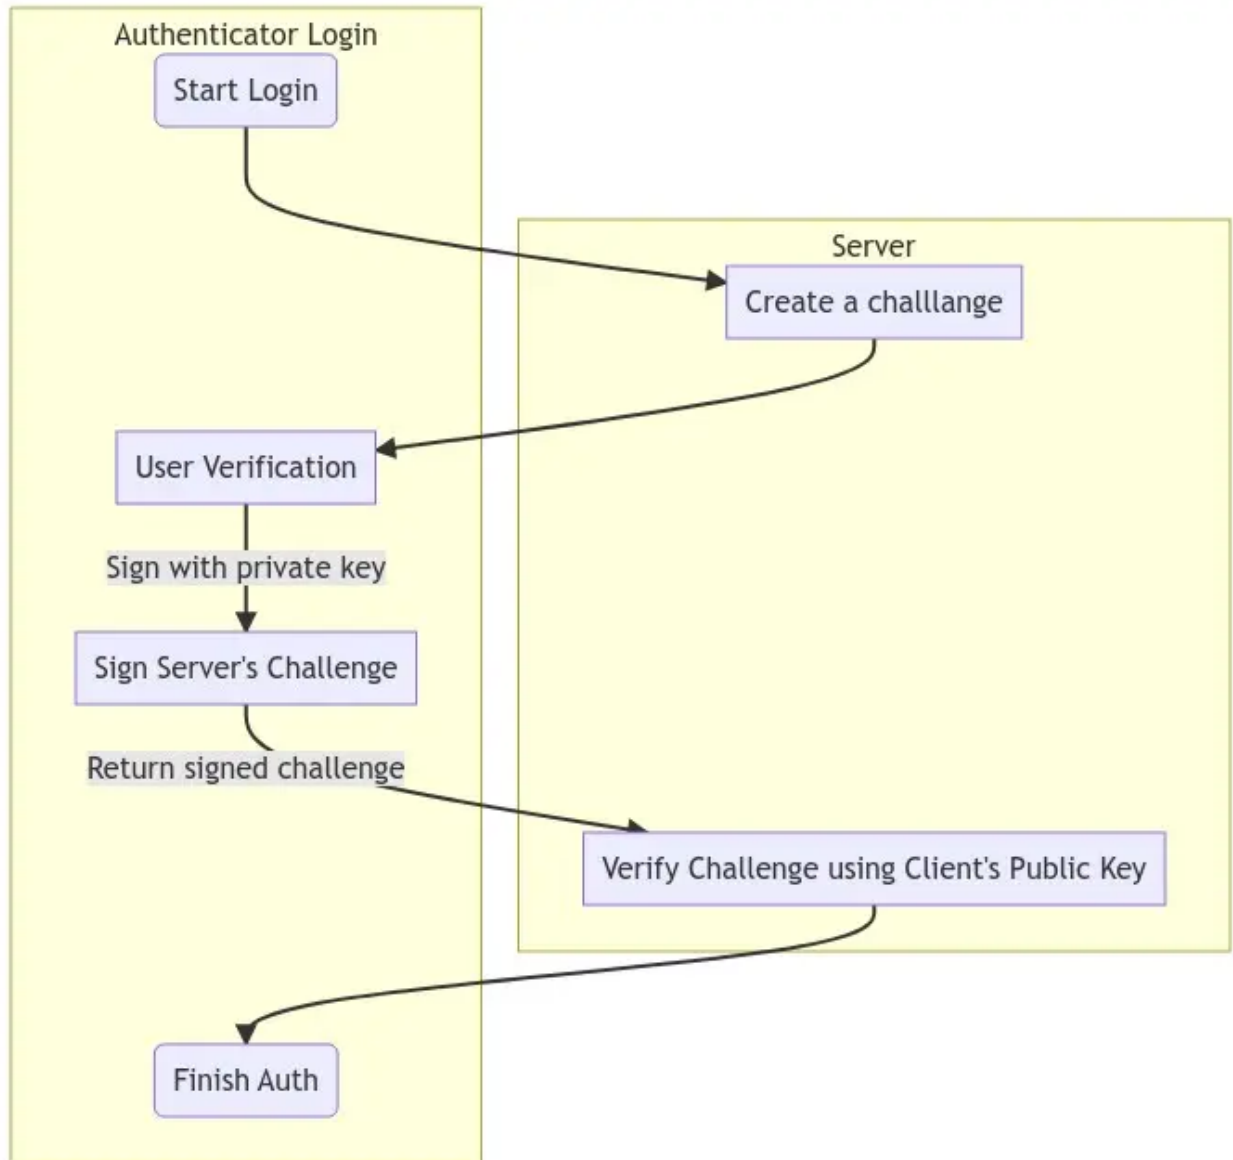 Authenticator Login
Start Login
Server
Create a challlange
User Verification
Sign with private key
Sign Server's Challenge
Return signed challenge
Verify Challenge using Client's Public Key
Finish Auth